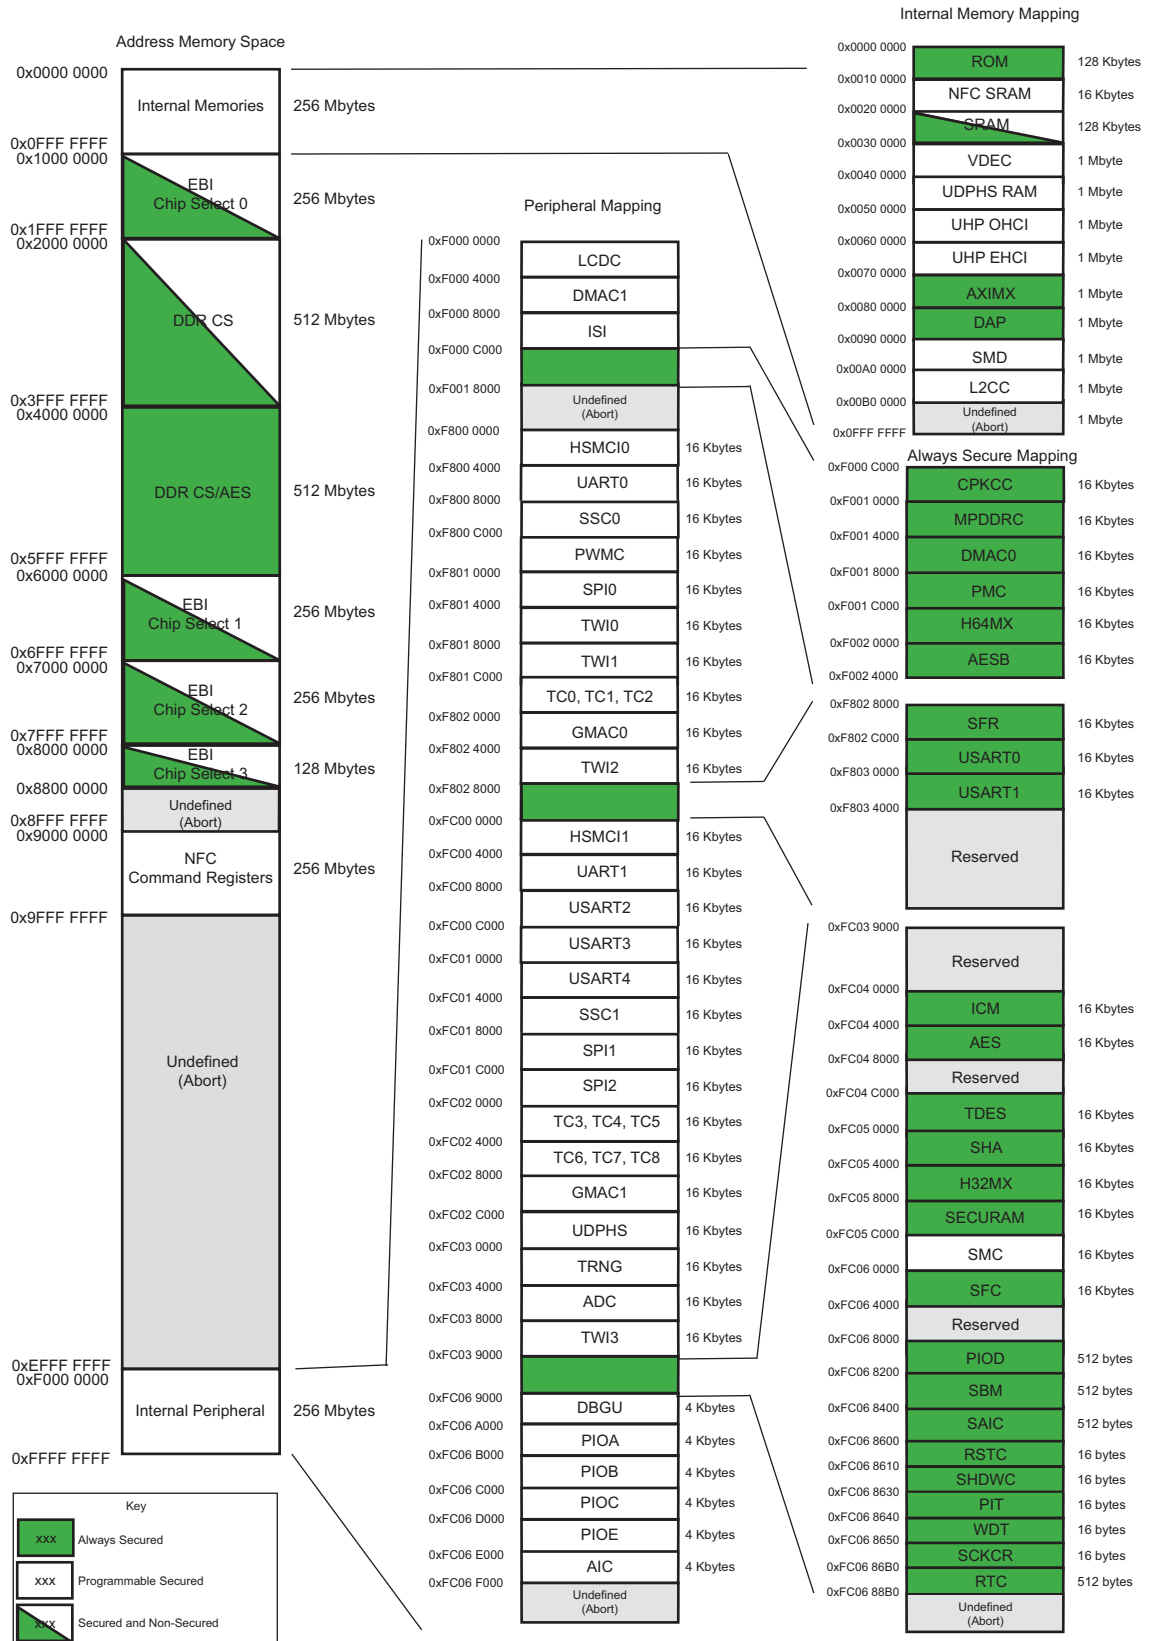 Address Memory Space
0x0000 0000
Internal Memories
256 Mbytes
0x0FFF FFFF
0x1000 0000
EBI
Chip Select 0
256 Mbytes
0x1FFF FFFF
0x2000 0000
DDR CS
512 Mbytes
0x3FFF FFFF
0x4000 0000
DDR CS/AES
512 Mbytes
0x5FFF FFFF
0x6000 0000
EBI
Chip Select 1
256 Mbytes
0x6FFF FFFF
0x7000 0000
EBI
Chip Select 2
256 Mbytes
0x7FFF FFFF
0x8000 0000
EBI
Chip Select 3
128 Mbytes
0x8800 0000
Undefined
(Abort)
0x8FFF FFFF
0x9000 0000
NFC
Command Registers
256 Mbytes
0x9FFF FFFF
Undefined
(Abort)
0xEFFF FFFF
0xF000 0000
Internal Peripheral
256 Mbytes
0xFFFF FFFF
Key
xxx Always Secured
xxx Programmable Secured
xxx Secured and Non-Secured
Peripheral Mapping
0xF000 0000
LCDC
0xF000 4000
DMAC1
0xF000 8000
ISI
0xF000 C000
0xF001 8000
Undefined
(Abort)
0xF800 0000
HSMCI0 16 Kbytes
0xF800 4000
UART0 16 Kbytes
0xF800 8000
SSC0 16 Kbytes
0xF800 C000
PWMC 16 Kbytes
0xF801 0000
SPI0 16 Kbytes
0xF801 4000
TWI0 16 Kbytes
0xF801 8000
TWI1 16 Kbytes
0xF801 C000
TC0, TC1, TC2 16 Kbytes
0xF802 0000
GMAC0 16 Kbytes
0xF802 4000
TWI2 16 Kbytes
0xF802 8000
0xFC00 0000
HSMCI1 16 Kbytes
0xFC00 4000
UART1 16 Kbytes
0xFC00 8000
USART2 16 Kbytes
0xFC00 C000
USART3 16 Kbytes
0xFC01 0000
USART4 16 Kbytes
0xFC01 4000
SSC1 16 Kbytes
0xFC01 8000
SPI1 16 Kbytes
0xFC01 C000
SPI2 16 Kbytes
0xFC02 0000
TC3, TC4, TC5 16 Kbytes
0xFC02 4000
TC6, TC7, TC8 16 Kbytes
0xFC02 8000
GMAC1 16 Kbytes
0xFC02 C000
UDPHS 16 Kbytes
0xFC03 0000
TRNG 16 Kbytes
0xFC03 4000
ADC 16 Kbytes
0xFC03 8000
TWI3 16 Kbytes
0xFC03 9000
0xFC06 9000
DBGU 4 Kbytes
0xFC06 A000
PIOA 4 Kbytes
0xFC06 B000
PIOB 4 Kbytes
0xFC06 C000
PIOC 4 Kbytes
0xFC06 D000
PIOE 4 Kbytes
0xFC06 E000
AIC 4 Kbytes
0xFC06 F000
Undefined
(Abort)
Internal Memory Mapping
0x0000 0000
ROM 128 Kbytes
0x0010 0000
NFC SRAM 16 Kbytes
0x0020 0000
SRAM 128 Kbytes
0x0030 0000
VDEC 1 Mbyte
0x0040 0000
UDPHS RAM 1 Mbyte
0x0050 0000
UHP OHCI 1 Mbyte
0x0060 0000
UHP EHCI 1 Mbyte
0x0070 0000
AXIMX 1 Mbyte
0x0080 0000
DAP 1 Mbyte
0x0090 0000
SMD 1 Mbyte
0x00A0 0000
L2CC 1 Mbyte
0x00B0 0000
Undefined
(Abort)
1 Mbyte
0x0FFF FFFF
Always Secure Mapping
0xF000 C000
CPKCC 16 Kbytes
0xF001 0000
MPDDRC 16 Kbytes
0xF001 4000
DMAC0 16 Kbytes
0xF001 8000
PMC 16 Kbytes
0xF001 C000
H64MX 16 Kbytes
0xF002 0000
AESB 16 Kbytes
0xF002 4000
0xF802 8000
SFR 16 Kbytes
0xF802 C000
USART0 16 Kbytes
0xF803 0000
USART1 16 Kbytes
0xF803 4000
Reserved
0xFC03 9000
Reserved
0xFC04 0000
ICM 16 Kbytes
0xFC04 4000
AES 16 Kbytes
0xFC04 8000
Reserved
0xFC04 C000
TDES 16 Kbytes
0xFC05 0000
SHA 16 Kbytes
0xFC05 4000
H32MX 16 Kbytes
0xFC05 8000
SECURAM 16 Kbytes
0xFC05 C000
SMC 16 Kbytes
0xFC06 0000
SFC 16 Kbytes
0xFC06 4000
Reserved
0xFC06 8000
PIOD 512 bytes
0xFC06 8200
SBM 512 bytes
0xFC06 8400
SAIC 512 bytes
0xFC06 8600
RSTC 16 bytes
0xFC06 8610
SHDWC 16 bytes
0xFC06 8630
PIT 16 bytes
0xFC06 8640
WDT 16 bytes
0xFC06 8650
SCKCR 16 bytes
0xFC06 86B0
RTC 512 bytes
0xFC06 88B0
Undefined
(Abort)